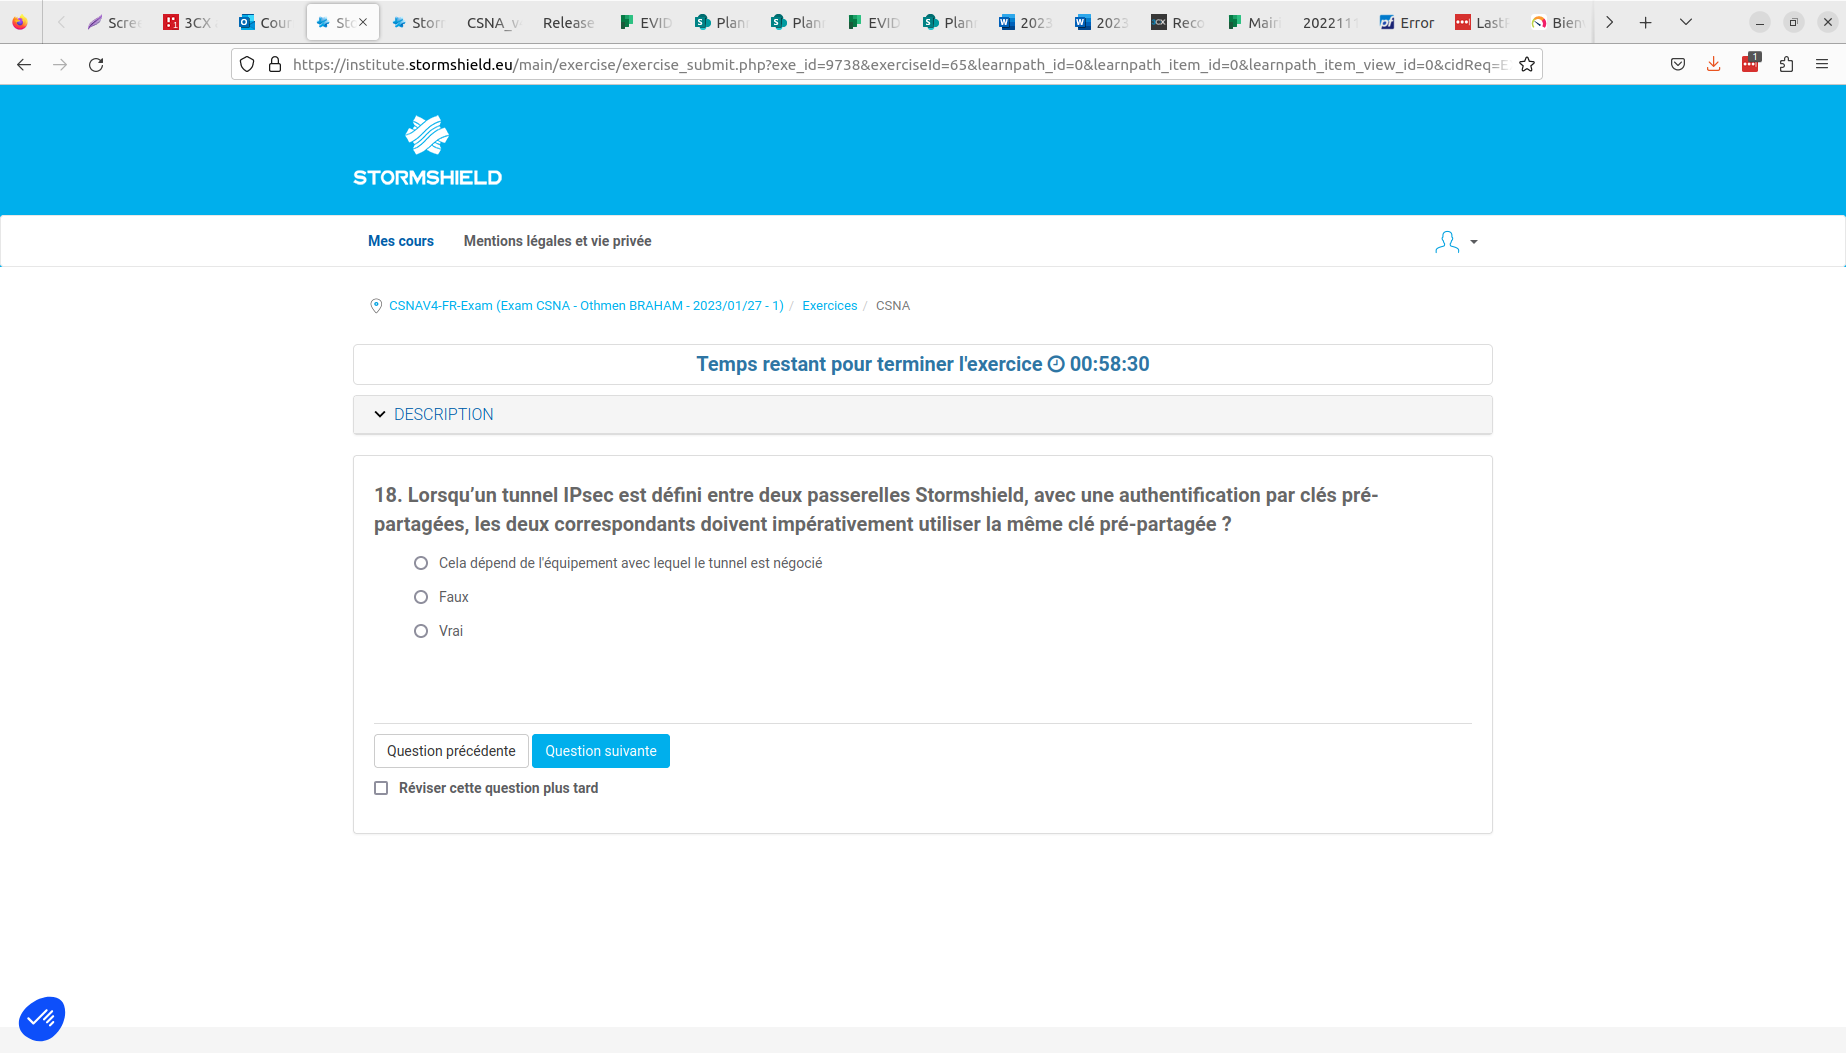 3CX
Cour
CSNA_v
Release
EVID
Plan
Plan
EVID
Plan
2023
2023
Reco
Mairi
2022111
Error
Last
Bien
https://institute.stormshield.eu/main/exercise/exercise_submit.php?exe_id=9738&exerciseId=65&learnpath_id=0&learnpath_item_id=0&learnpath_item_view_id=0&cidReq=E
1
STORMSHIELD
Mes cours
Mentions légales et vie privée
CSNAV4-FR-Exam (Exam CSNA - Othmen BRAHAM - 2023/01/27 - 1) / Exercices / CSNA
Temps restant pour terminer l'exercice 00:58:30
DESCRIPTION
18. Lorsqu’un tunnel IPsec est défini entre deux passerelles Stormshield, avec une authentification par clés pré-
partagées, les deux correspondants doivent impérativement utiliser la même clé pré-partagée ?
Cela dépend de l'équipement avec lequel le tunnel est négocié
Faux
Vrai
Question précédente
Question suivante
Réviser cette question plus tard